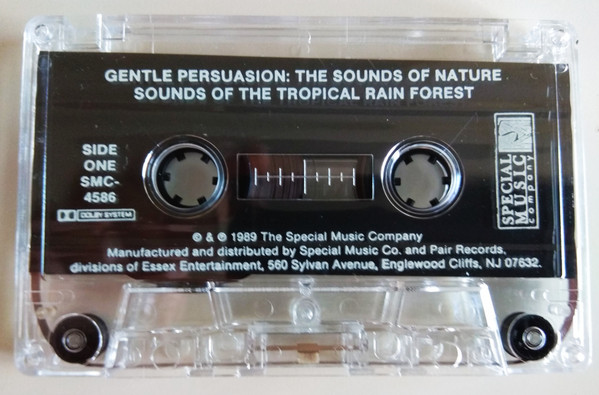 GENTLE PERSUASION: THE SOUNDS OF NATURE
SOUNDS OF THE TROPICAL RAIN FOREST
SIDE
ONE
SMC-
4586
DOLBY SYSTEM
SPECIAL
MUSIC
company
© & ℗ 1989 The Special Music Company
Manufactured and distributed by Special Music Co. and Pair Records,
divisions of Essex Entertainment, 560 Sylvan Avenue, Englewood Cliffs, NJ 07632.